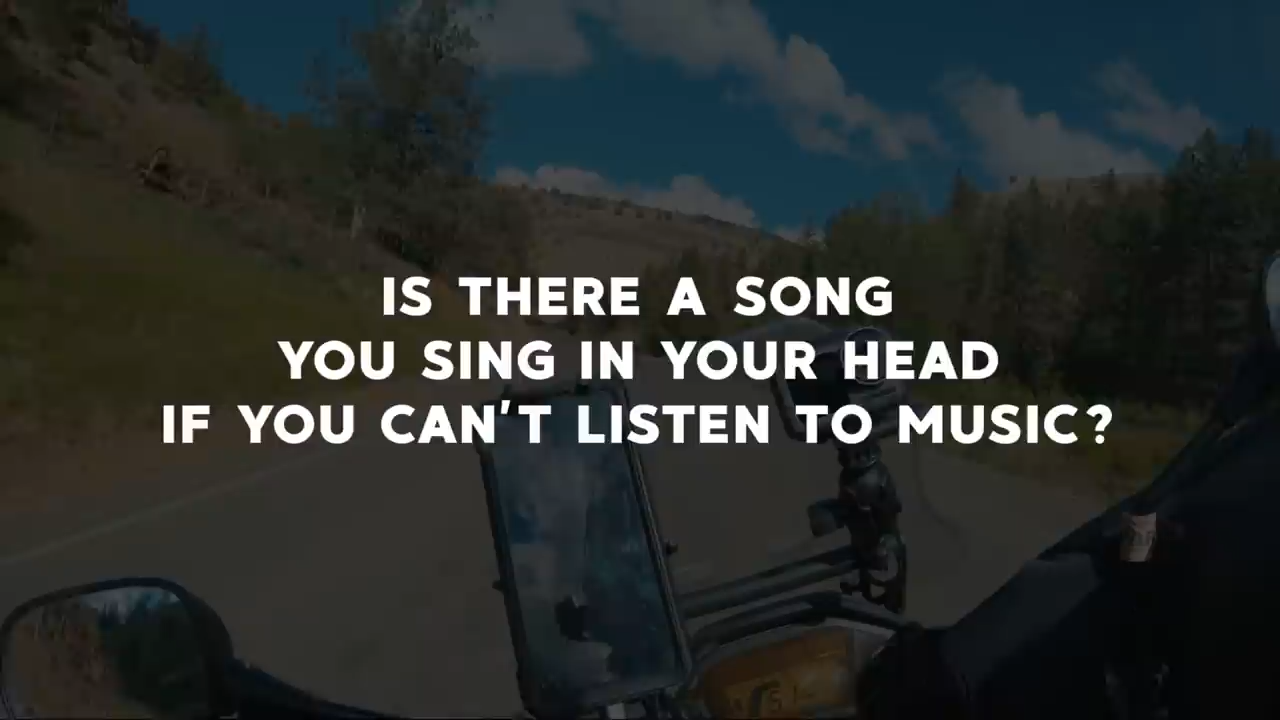 IS THERE A SONG
YOU SING IN YOUR HEAD
IF YOU CAN'T LISTEN TO MUSIC?